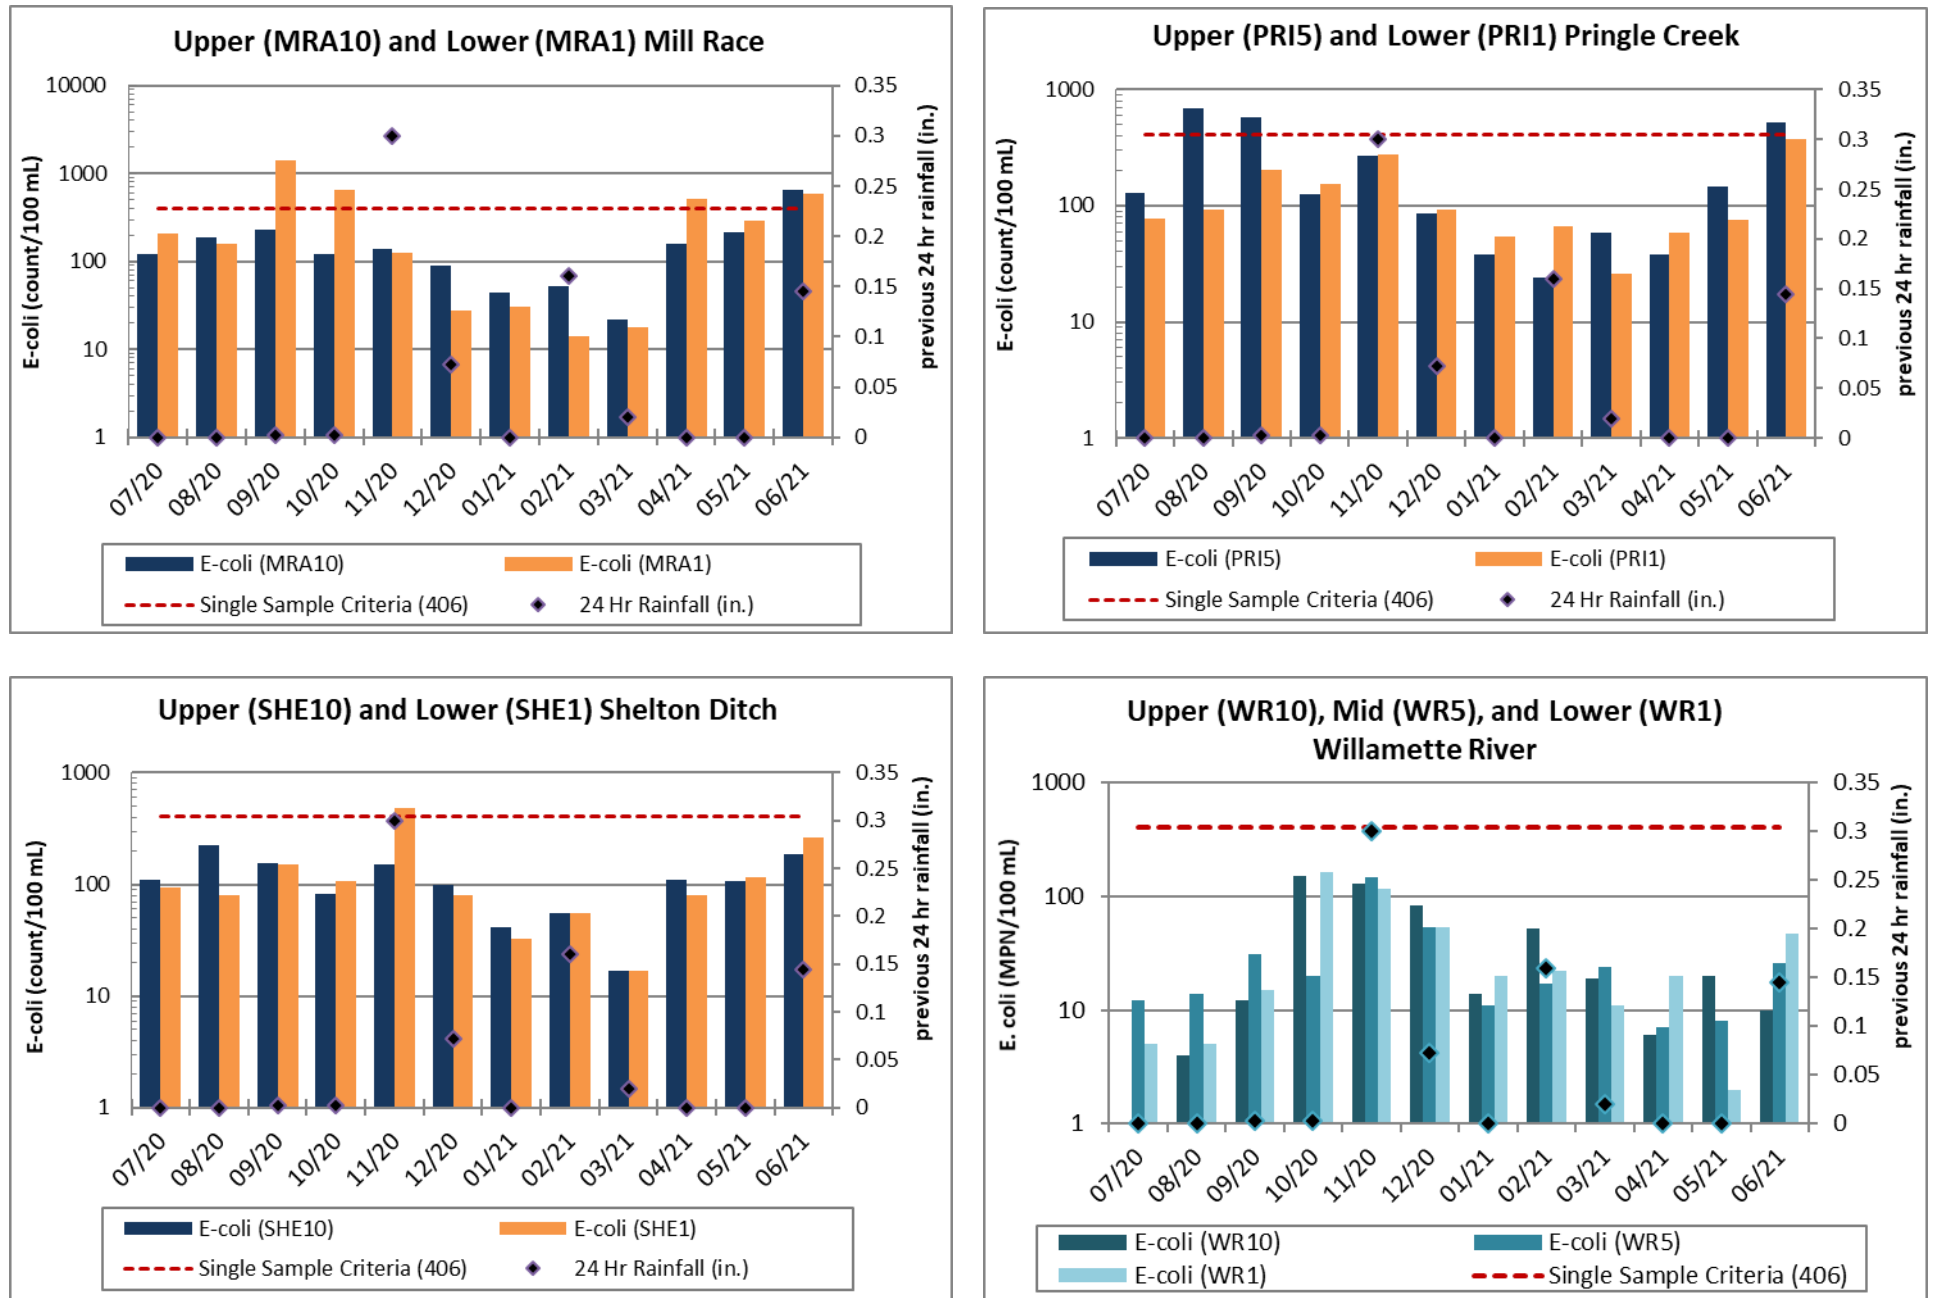 Upper (MRA10) and Lower (MRA1) Mill Race
E-coli (count/100 mL)
10000
1000
100
10
1
0.35
0.3
0.25
0.2
0.15
0.1
0.05
0
previous 24 hr rainfall (in.)
07/20 08/20 09/20 10/20 11/20 12/20 01/21 02/21 03/21 04/21 05/21 06/21
E-coli (MRA10) E-coli (MRA1)
Single Sample Criteria (406) 24 Hr Rainfall (in.)
Upper (PRI5) and Lower (PRI1) Pringle Creek
E-coli (count/100 mL)
1000
100
10
1
0.35
0.3
0.25
0.2
0.15
0.1
0.05
0
previous 24 hr rainfall (in.)
07/20 08/20 09/20 10/20 11/20 12/20 01/21 02/21 03/21 04/21 05/21 06/21
E-coli (PRI5) E-coli (PRI1)
Single Sample Criteria (406) 24 Hr Rainfall (in.)
Upper (SHE10) and Lower (SHE1) Shelton Ditch
E-coli (count/100 mL)
1000
100
10
1
0.35
0.3
0.25
0.2
0.15
0.1
0.05
0
previous 24 hr rainfall (in.)
07/20 08/20 09/20 10/20 11/20 12/20 01/21 02/21 03/21 04/21 05/21 06/21
E-coli (SHE10) E-coli (SHE1)
Single Sample Criteria (406) 24 Hr Rainfall (in.)
Upper (WR10), Mid (WR5), and Lower (WR1)
Willamette River
E. coli (MPN/100 mL)
1000
100
10
1
0.35
0.3
0.25
0.2
0.15
0.1
0.05
0
previous 24 hr rainfall (in.)
07/20 08/20 09/20 10/20 11/20 12/20 01/21 02/21 03/21 04/21 05/21 06/21
E-coli (WR10) E-coli (WR5)
E-coli (WR1) Single Sample Criteria (406)